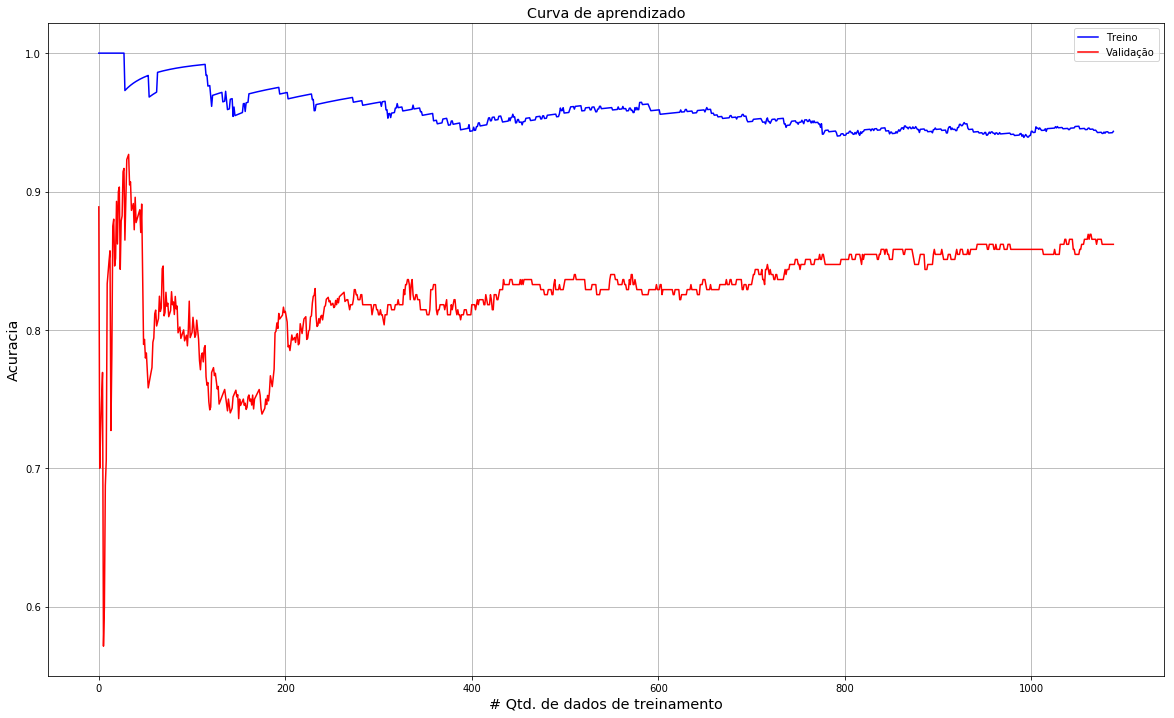 Curva de aprendizado
Treino
Validação
1.0
0.9
0.8
0.7
0.6
Acuracia
0
200
400
600
800
1000
# Qtd. de dados de treinamento